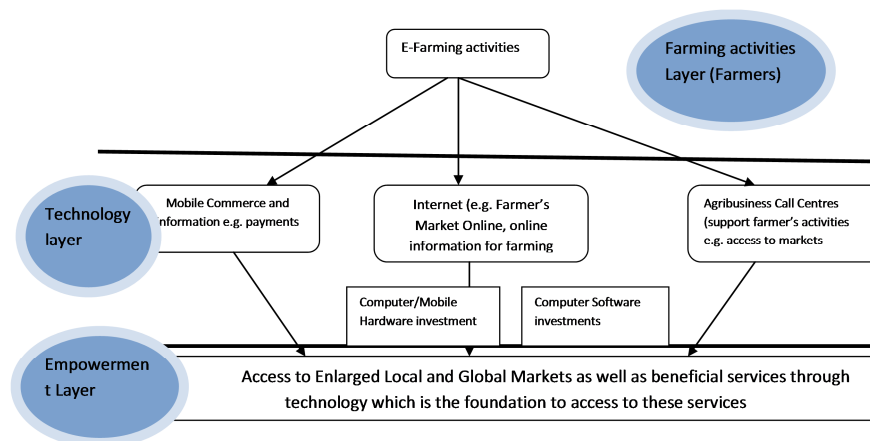 E-Farming activities
Farming activities
Layer (Farmers)
Technology
layer
Mobile Commerce and
information e.g. payments
Internet (e.g. Farmer's
Market Online, online
information for farming
Agribusiness Call Centres
(support farmer's activities
e.g. access to markets
Computer/Mobile
Hardware investment
Computer Software
investments
Empowermen
t Layer
Access to Enlarged Local and Global Markets as well as beneficial services through
technology which is the foundation to access to these services